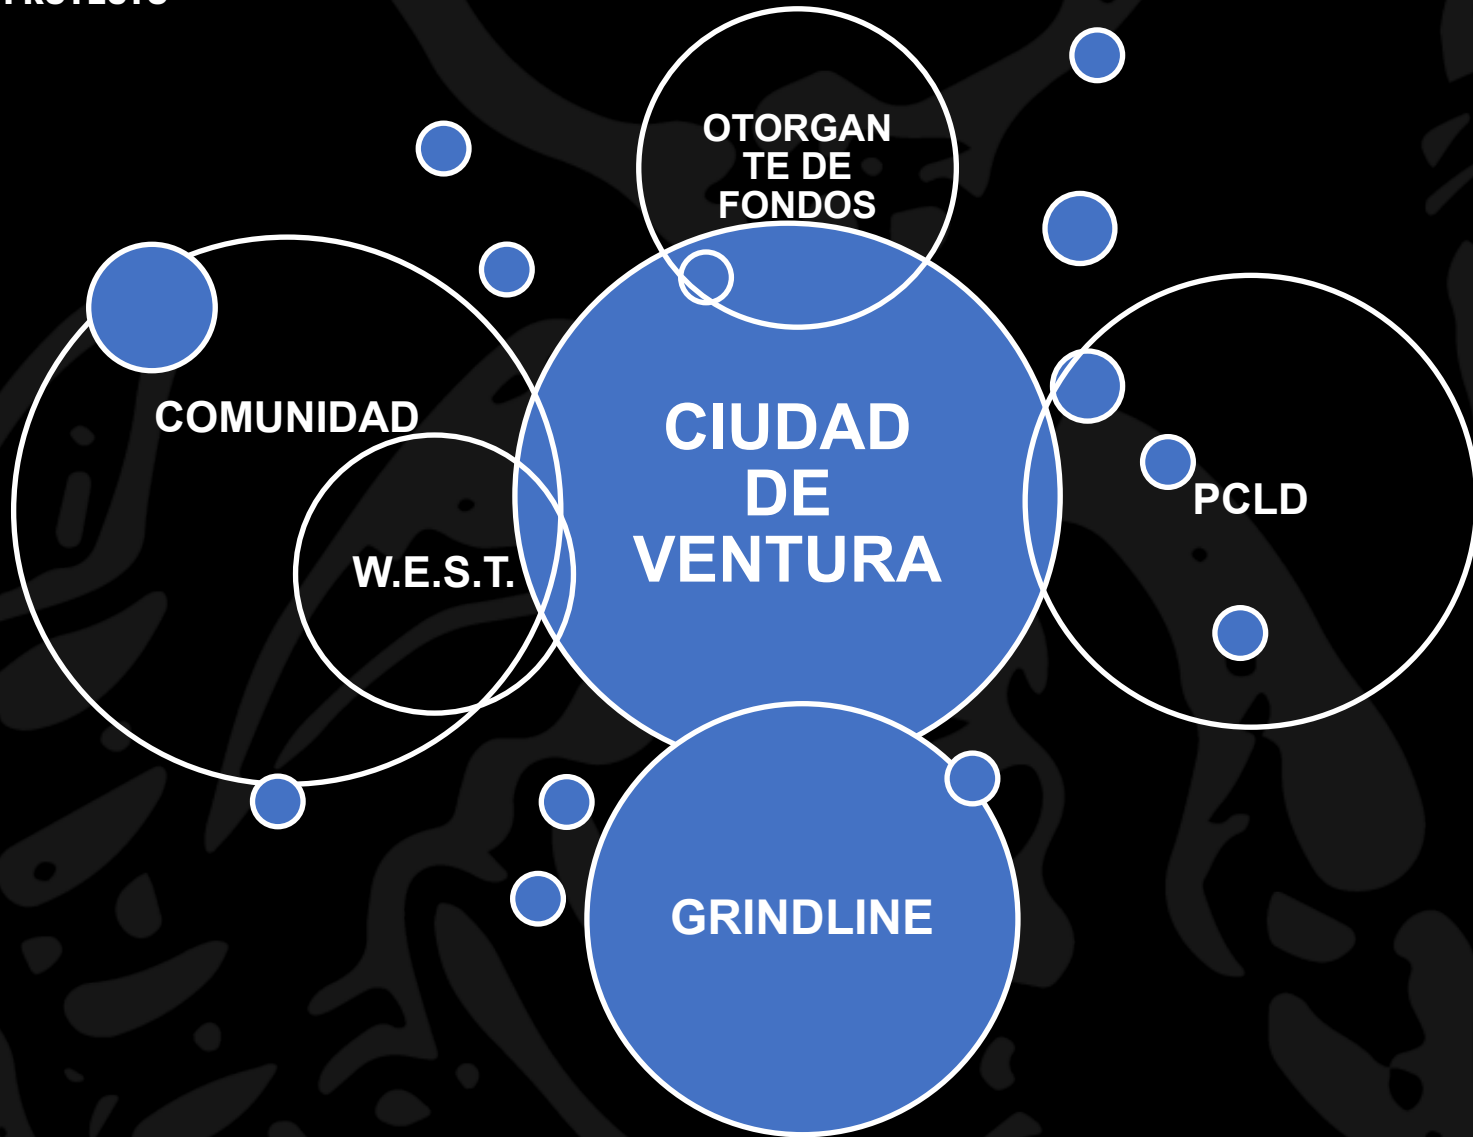 OTORGAN
TE DE
FONDOS
COMUNIDAD
CIUDAD
DE
VENTURA
PCLD
W.E.S.T.
GRINDLINE